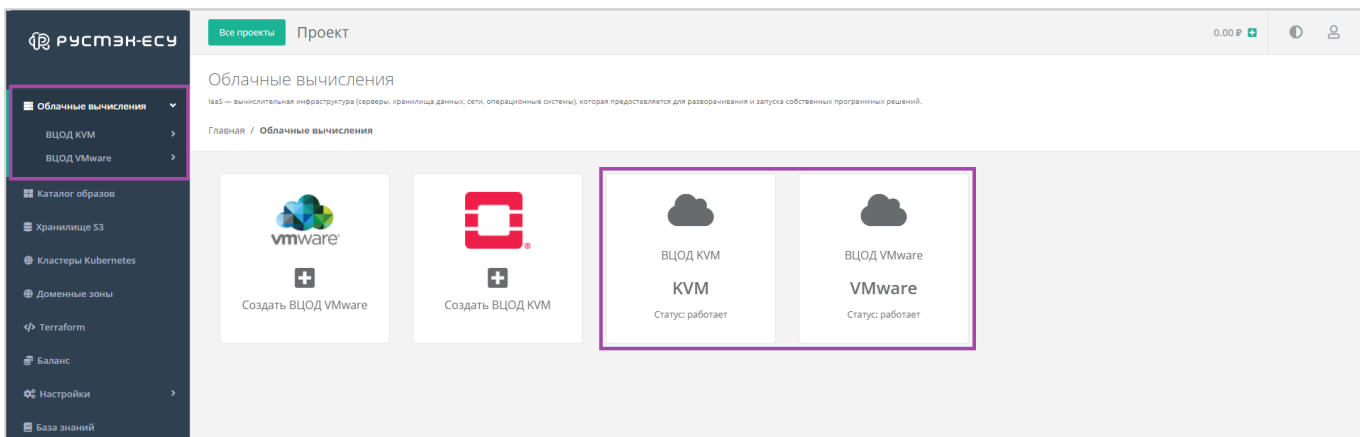 РУСТЭК-ЕСУ
Все проекты Проект
0.00 ₽
Облачные вычисления
ВЦОД KVM
ВЦОД VMware
Каталог образов
Хранилище S3
Кластеры Kubernetes
Доменные зоны
Terraform
Баланс
Настройки
База знаний
Облачные вычисления
IaaS — вычислительная инфраструктура (серверы, хранилища данных, сети, операционные системы), которая предоставляется для разворачивания и запуска собственных программных решений.
Главная / Облачные вычисления
vmware
Создать ВЦОД VMware
Создать ВЦОД KVM
ВЦОД KVM
KVM
Статус: работает
ВЦОД VMware
VMware
Статус: работает